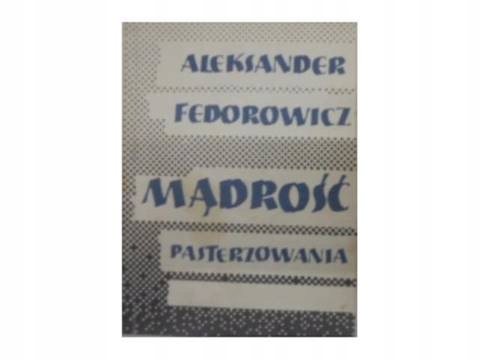 ALEKSANDER
FEDOROWICZ
MĄDROŚĆ
PASTERZOWANIA